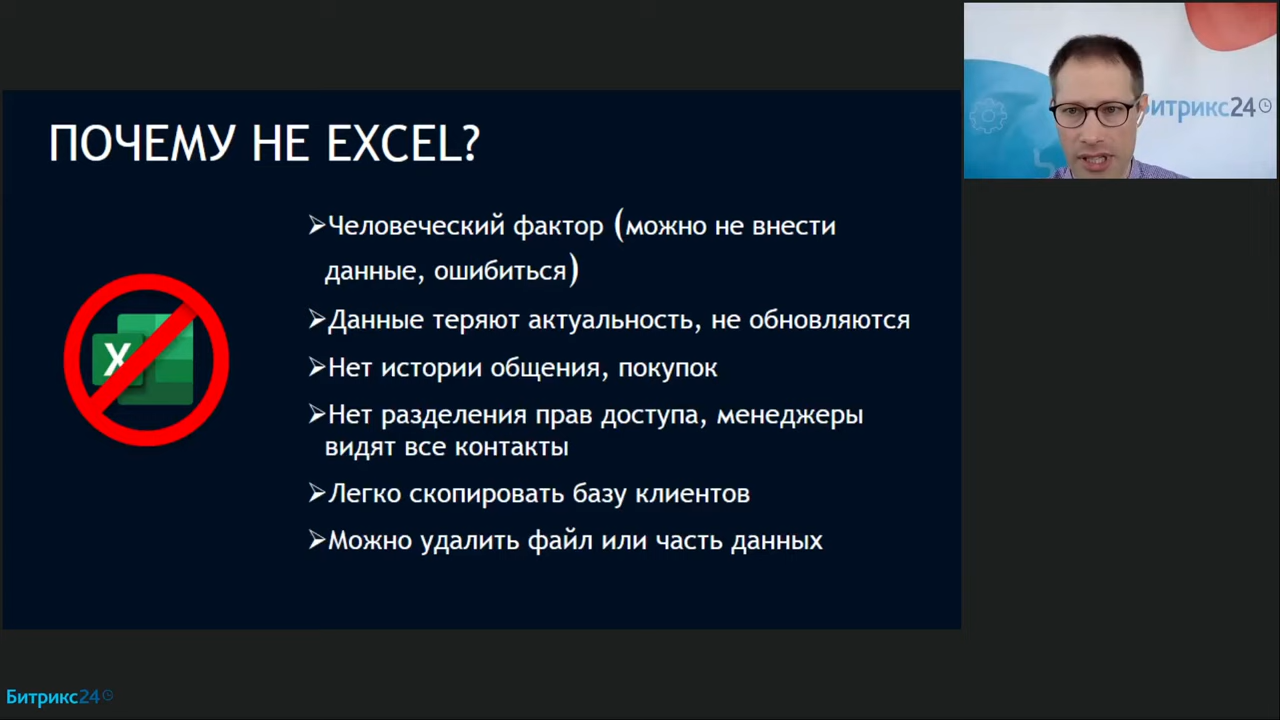 ПОЧЕМУ НЕ EXCEL?
➢Человеческий фактор (можно не внести
данные, ошибиться)
➢Данные теряют актуальность, не обновляются
➢Нет истории общения, покупок
➢Нет разделения прав доступа, менеджеры
видят все контакты
➢Легко скопировать базу клиентов
➢Можно удалить файл или часть данных
X
Битрикс24
Битрикс24